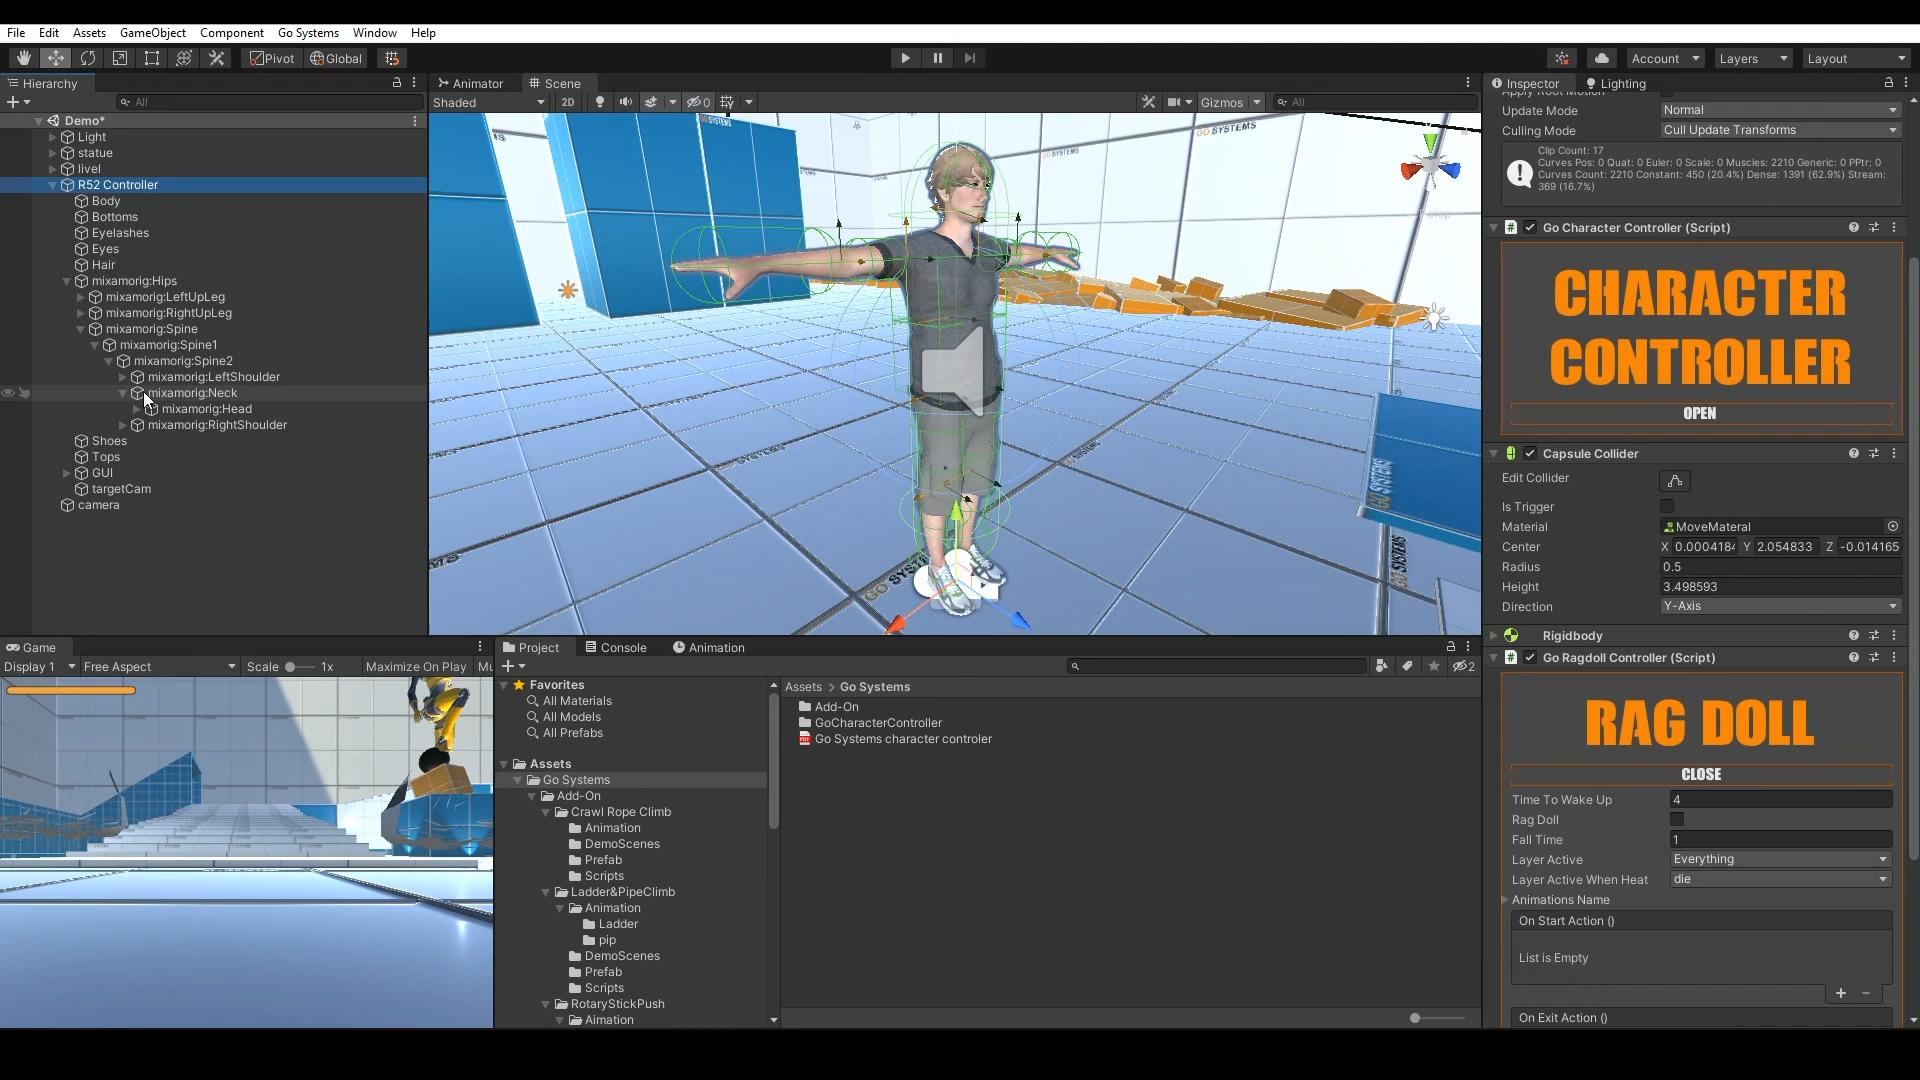 File Edit Assets GameObject Component Go Systems Window Help
Pivot Global Account Layers Layout
Hierarchy
All
Demo*
Light
statue
livel
R52 Controller
Body
Bottoms
Eyelashes
Eyes
Hair
mixamorig:Hips
mixamorig:LeftUpLeg
mixamorig:RightUpLeg
mixamorig:Spine
mixamorig:Spine1
mixamorig:Spine2
mixamorig:LeftShoulder
mixamorig:Neck
mixamorig:Head
mixamorig:RightShoulder
Shoes
Tops
GUI
targetCam
camera
Animator Scene
Shaded 2D 0 Gizmos All
GO SYSTEMS
Inspector Lighting
Update Mode Normal
Culling Mode Cull Update Transforms
Clip Count: 17
Curves Pos: 0 Quat: 0 Euler: 0 Scale: 0 Muscles: 2210 Generic: 0 PPtr: 0
Curves Count: 2210 Constant: 450 (20.4%) Dense: 1391 (62.9%) Stream:
369 (16.7%)
Go Character Controller (Script)
CHARACTER
CONTROLLER
OPEN
Capsule Collider
Edit Collider
Is Trigger
Material MoveMateral
Center X 0.0004184 Y 2.054833 Z -0.014165
Radius 0.5
Height 3.498593
Direction Y-Axis
Rigidbody
Go Ragdoll Controller (Script)
RAG DOLL
CLOSE
Time To Wake Up 4
Rag Doll
Fall Time 1
Layer Active Everything
Layer Active When Heat die
Animations Name
On Start Action ()
List is Empty
On Exit Action ()
Game
Display 1 Free Aspect Scale 1x Maximize On Play Mu
Project Console Animation
2
Favorites
All Materials
All Models
All Prefabs
Assets
Go Systems
Add-On
Crawl Rope Climb
Animation
DemoScenes
Prefab
Scripts
Ladder&PipeClimb
Animation
Ladder
pip
DemoScenes
Prefab
Scripts
RotaryStickPush
Aimation
Assets > Go Systems
Add-On
GoCharacterController
Go Systems character controler